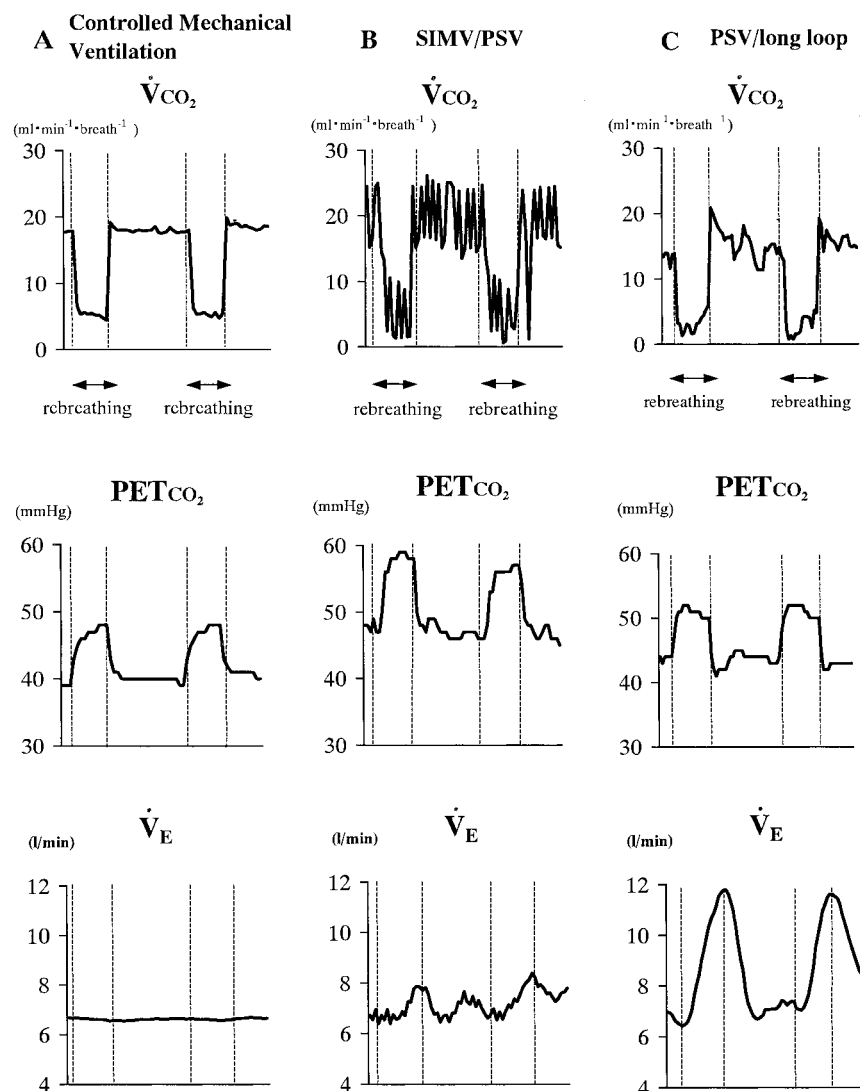 A Controlled Mechanical
Ventilation
B SIMV/PSV
C PSV/long loop
V̊CO₂
(ml·min⁻¹·breath⁻¹)
30
20
10
0
rcbrcathing rcbrcathing
V̊CO₂
(ml·min⁻¹·breath⁻¹)
30
20
10
0
rebreathing rebreathing
V̊CO₂
(ml·min⁻¹·breath⁻¹)
30
20
10
0
rebreathing rebreathing
PETCO₂
(mmHg)
60
50
40
30
PETCO₂
(mmHg)
60
50
40
30
PETCO₂
(mmHg)
60
50
40
30
V̊E
(l/min)
12
10
8
6
4
V̊E
(l/min)
12
10
8
6
4
V̊E
(l/min)
12
10
8
6
4